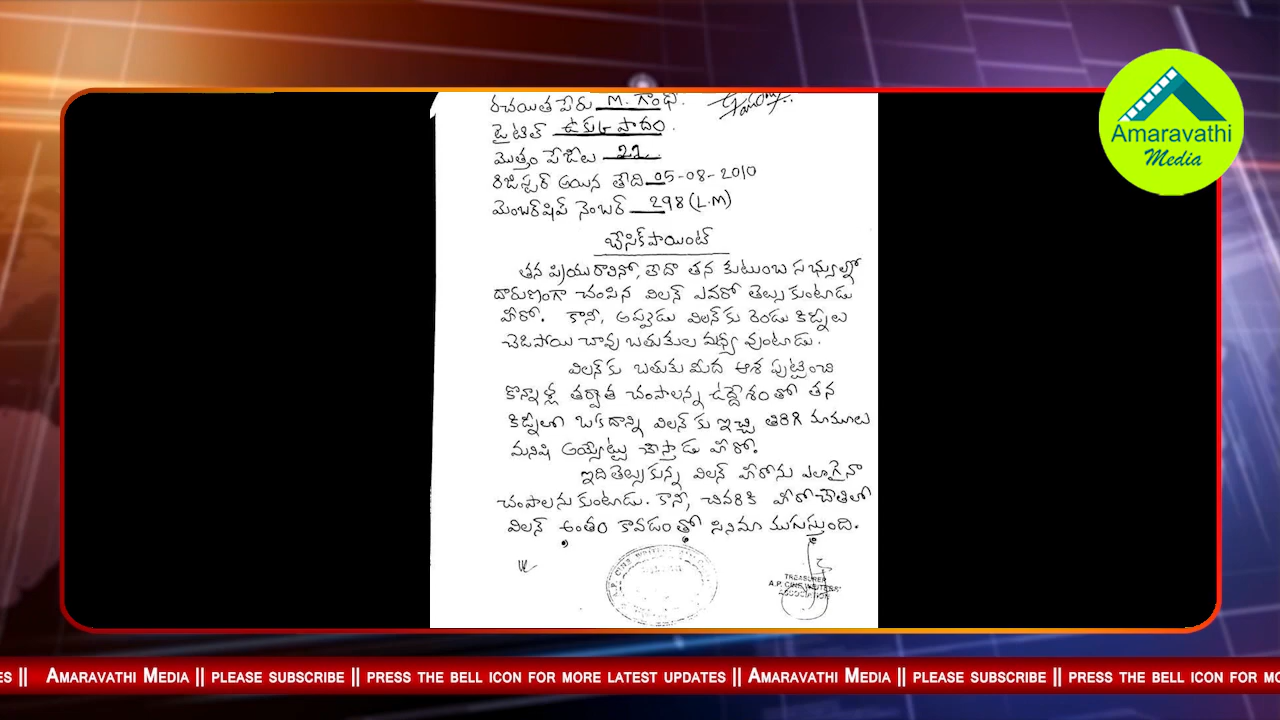 రచయిత పేరు M. గాంధీ.
టైటిల్ ఉక్కు పాదం.
మొత్తం పేజీలు 22.
రిజిస్టర్ అయిన తేది 05-08-2010
మెంబర్‌షిప్ నెంబర్ 298 (L.M)
బేసిక్ పాయింట్
తన ప్రియురాలినో, లేదా తన కుటుంబ సభ్యుల్నో
దారుణంగా చంపిన విలన్ ఎవరో తెల్సుకుంటాడు
హీరో. కానీ, అప్పుడు విలన్ కు రెండు కిడ్నీలు
చెడిపోయి చావు బతుకుల మధ్య వుంటాడు.
విలన్ కు బతుకు మీద ఆశ పుట్టించి
కొన్నాళ్ల తర్వాత చంపాలన్న ఉద్దేశంతో తన
కిడ్నీలలో ఒకదాన్ని విలన్ కు ఇచ్చి తిరిగి మామూలు
మనిషి అయ్యేట్టు చేస్తాడు హీరో.
ఇది తెల్సుకున్న విలన్ హీరోను ఎలాగైనా
చంపాలనుకుంటాడు. కానీ, చివరికి హీరో చేతిలో
విలన్ అంతం కావడంతో సినిమా ముగుస్తుంది.
TREASURER
A.P. CINE WRITERS'
ASSOCIATION
Amaravathi
Media
ES || AMARAVATHI MEDIA || PLEASE SUBSCRIBE || PRESS THE BELL ICON FOR MORE LATEST UPDATES || AMARAVATHI MEDIA || PLEASE SUBSCRIBE || PRESS THE BELL ICON FOR MO